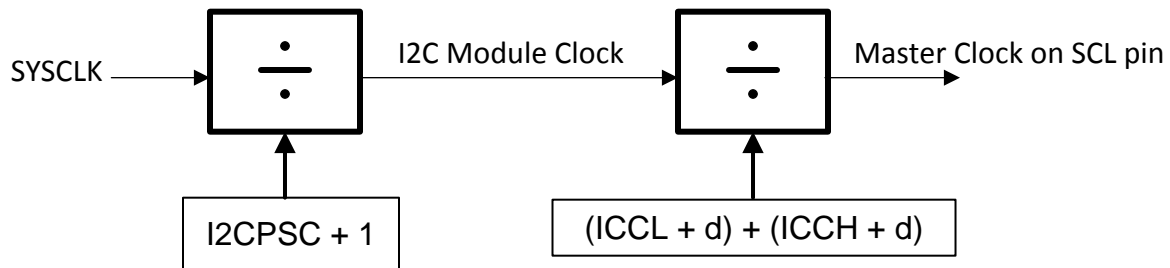 SYSCLK
I2C Module Clock
Master Clock on SCL pin
I2CPSC + 1
(ICCL + d) + (ICCH + d)